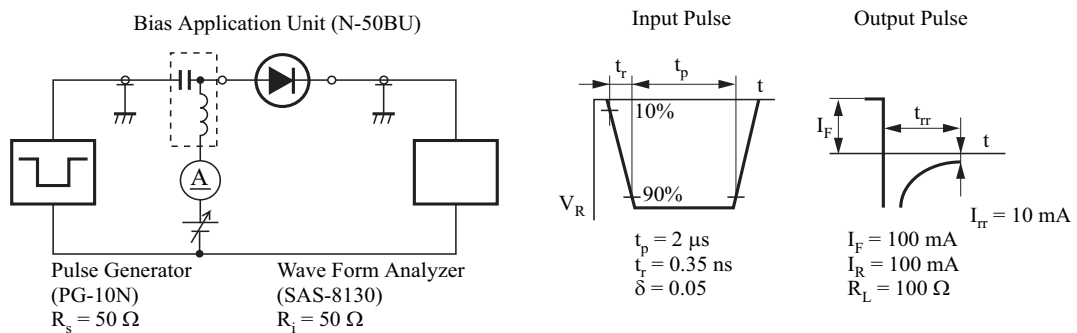 Bias Application Unit (N-50BU)
A
Pulse Generator
(PG-10N)
R_s = 50 Ω
Wave Form Analyzer
(SAS-8130)
R_i = 50 Ω
Input Pulse
t_r
t_p
t
10%
90%
V_R
t_p = 2 μs
t_r = 0.35 ns
δ = 0.05
Output Pulse
I_F
t_rr
t
I_rr = 10 mA
I_F = 100 mA
I_R = 100 mA
R_L = 100 Ω